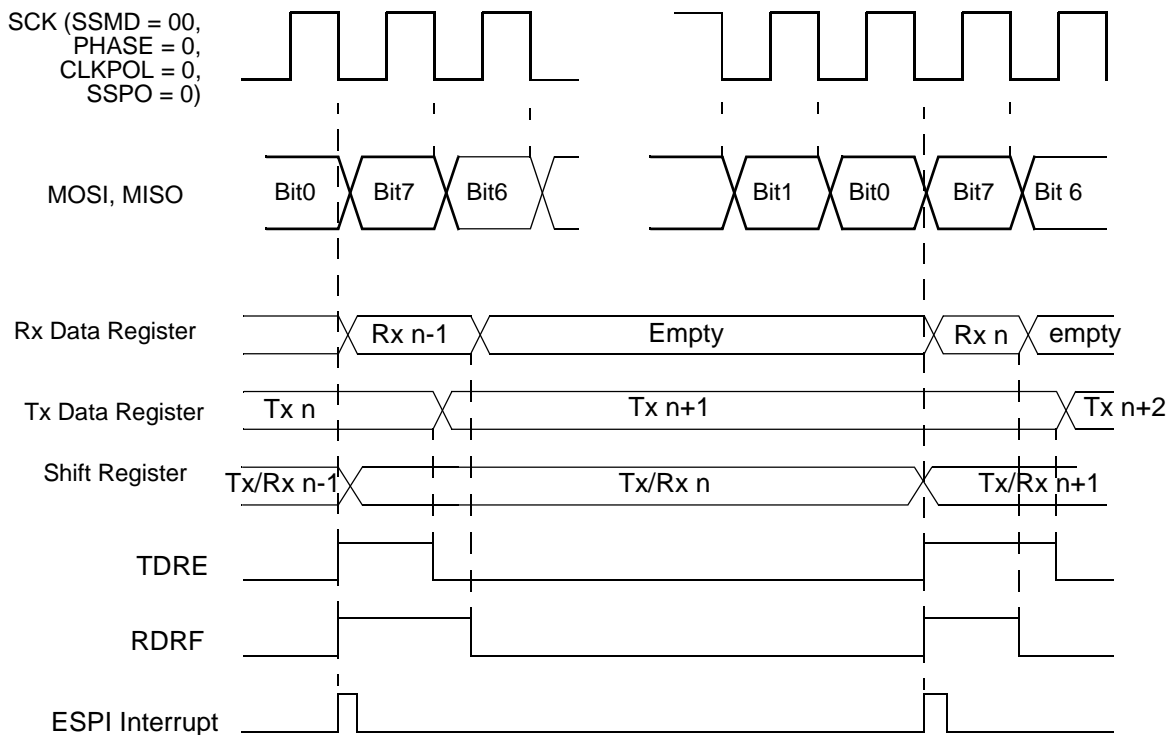 SCK (SSMD = 00,
PHASE = 0,
CLKPOL = 0,
SSPO = 0)
MOSI, MISO
Bit0
Bit7
Bit6
Bit1
Bit0
Bit7
Bit 6
Rx Data Register
Rx n-1
Empty
Rx n
empty
Tx Data Register
Tx n
Tx n+1
Tx n+2
Shift Register
Tx/Rx n-1
Tx/Rx n
Tx/Rx n+1
TDRE
RDRF
ESPI Interrupt